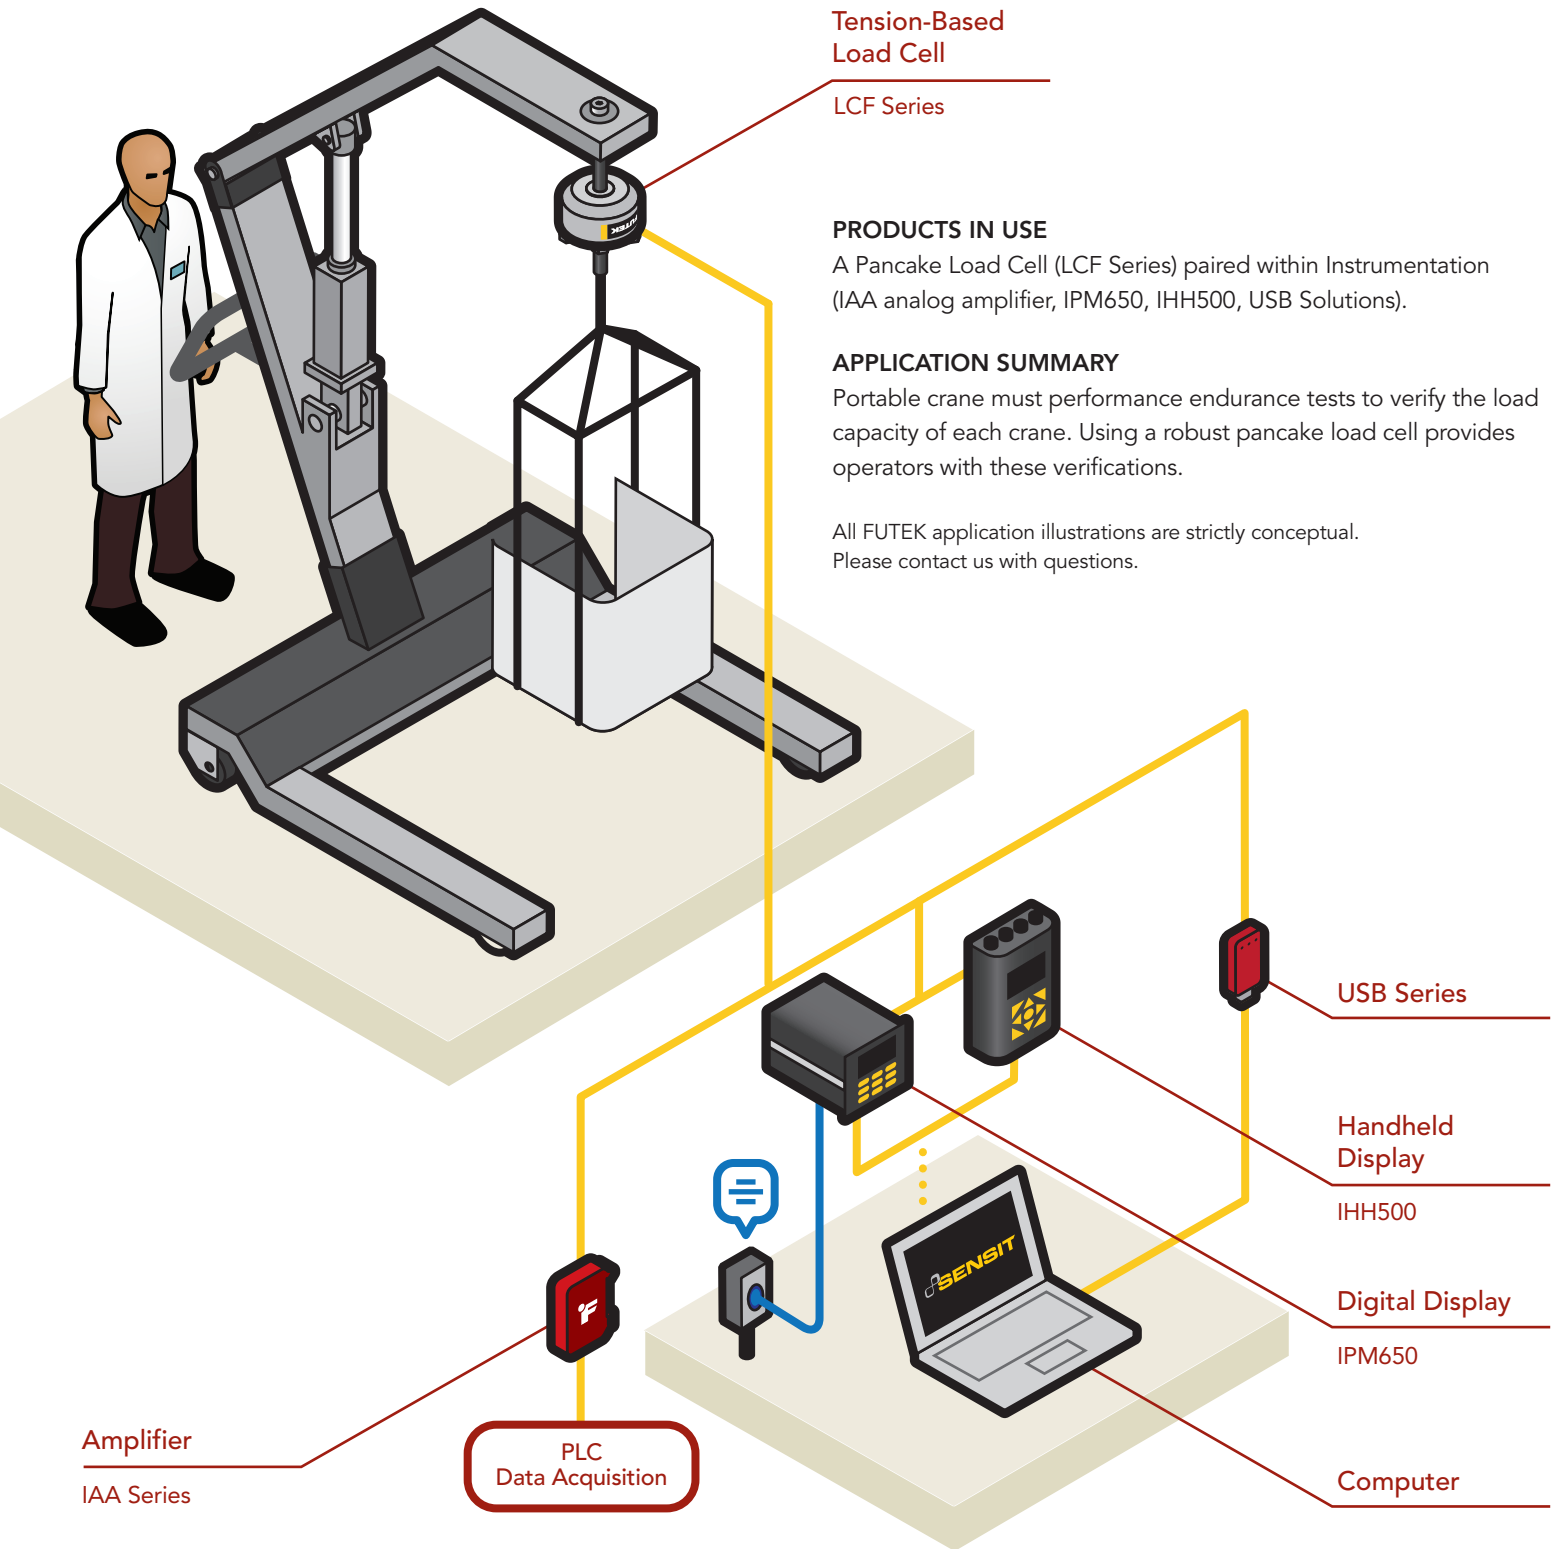 Tension-Based
Load Cell
LCF Series
FUTEK
PRODUCTS IN USE
A Pancake Load Cell (LCF Series) paired within Instrumentation
(IAA analog amplifier, IPM650, IHH500, USB Solutions).
APPLICATION SUMMARY
Portable crane must performance endurance tests to verify the load
capacity of each crane. Using a robust pancake load cell provides
operators with these verifications.
All FUTEK application illustrations are strictly conceptual.
Please contact us with questions.
USB Series
Handheld
Display
IHH500
SENSIT
Digital Display
IPM650
F
Amplifier
IAA Series
PLC
Data Acquisition
Computer